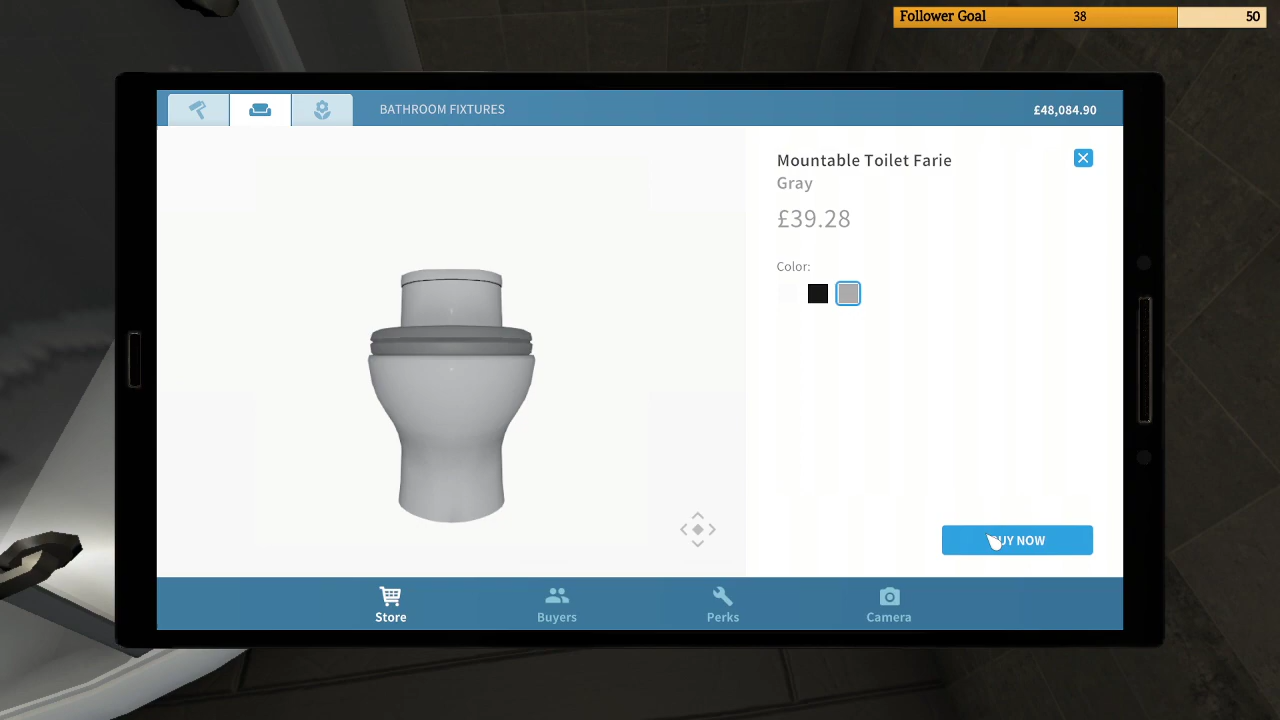 Follower Goal 38 50
BATHROOM FIXTURES £48,084.90
Mountable Toilet Farie
Gray
£39.28
Color:
BUY NOW
Store Buyers Perks Camera